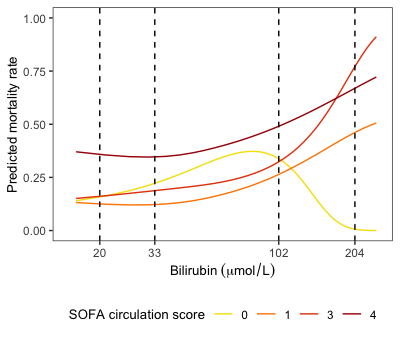 Predicted mortality rate
1.00
0.75
0.50
0.25
0.00
20 33 102 204
Bilirubin (μmol/L)
SOFA circulation score 0 1 3 4